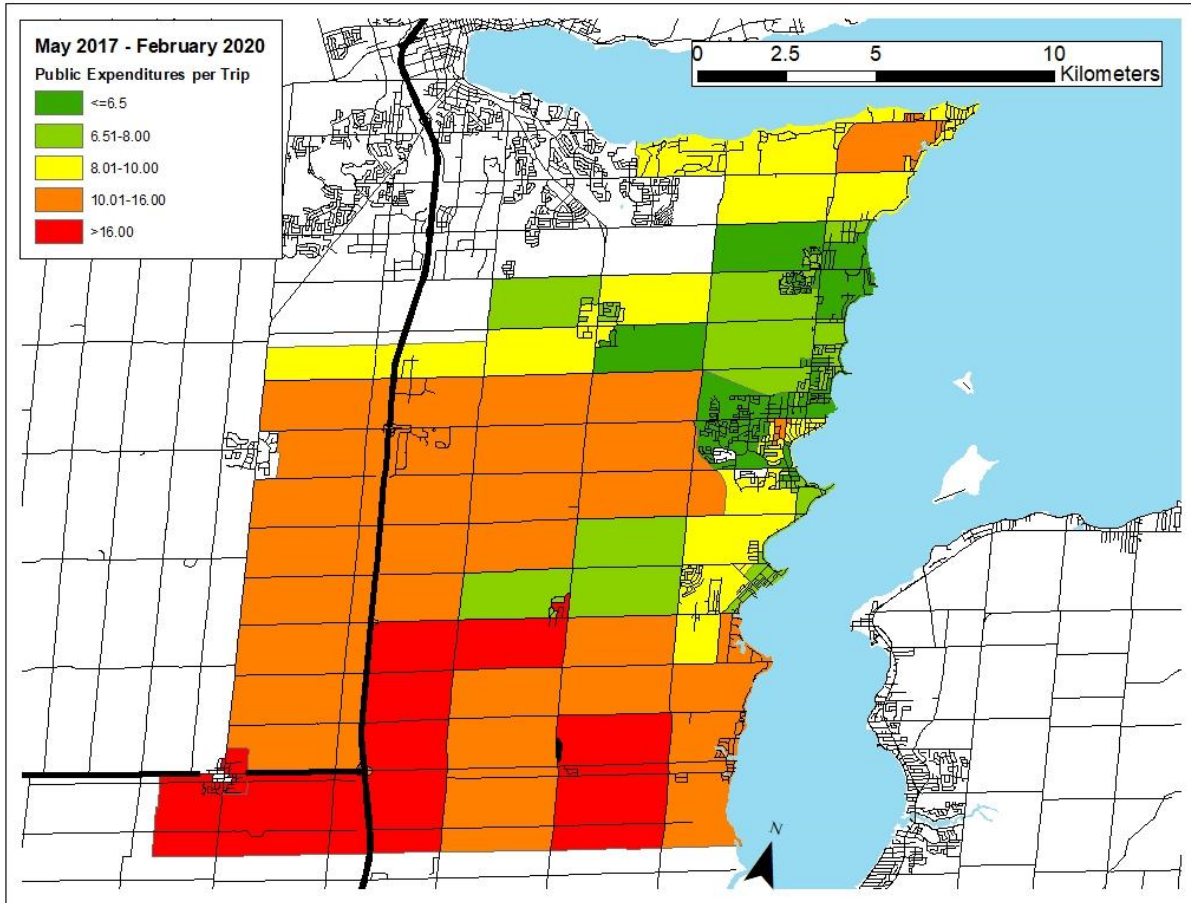 May 2017 - February 2020
Public Expenditures per Trip
<=6.5
6.51-8.00
8.01-10.00
10.01-16.00
>16.00
0 2.5 5 10
Kilometers
N